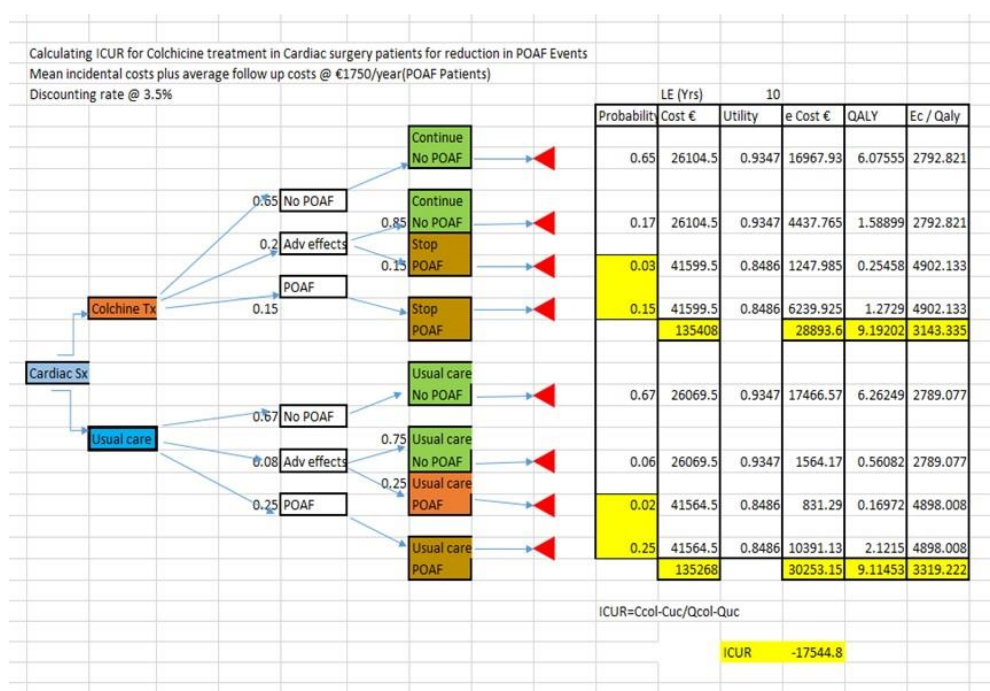 Calculating ICUR for Colchicine treatment in Cardiac surgery patients for reduction in POAF Events
Mean incidental costs plus average follow up costs @ €1750/year(POAF Patients)
Discounting rate @ 3.5%
LE (Yrs) 10
Probability Cost € Utility e Cost € QALY Ec / Qaly
Continue
No POAF 0.65 26104.5 0.9347 16967.93 6.07555 2792.821
0.65 No POAF Continue
0.85 No POAF 0.17 26104.5 0.9347 4437.765 1.58899 2792.821
0.2 Adv effects Stop
0.15 POAF 0.03 41599.5 0.8486 1247.985 0.25458 4902.133
POAF
Colchine Tx 0.15 Stop 0.15 41599.5 0.8486 6239.925 1.2729 4902.133
POAF 135408 28893.6 9.19202 3143.335
Cardiac Sx Usual care
No POAF 0.67 26069.5 0.9347 17466.57 6.26249 2789.077
0.67 No POAF
Usual care 0.75 Usual care
0.08 Adv effects No POAF 0.06 26069.5 0.9347 1564.17 0.56082 2789.077
0.25 Usual care
0.25 POAF POAF 0.02 41564.5 0.8486 831.29 0.16972 4898.008
Usual care 0.25 41564.5 0.8486 10391.13 2.1215 4898.008
POAF 135268 30253.15 9.11453 3319.222
ICUR=Ccol-Cuc/Qcol-Quc
ICUR -17544.8